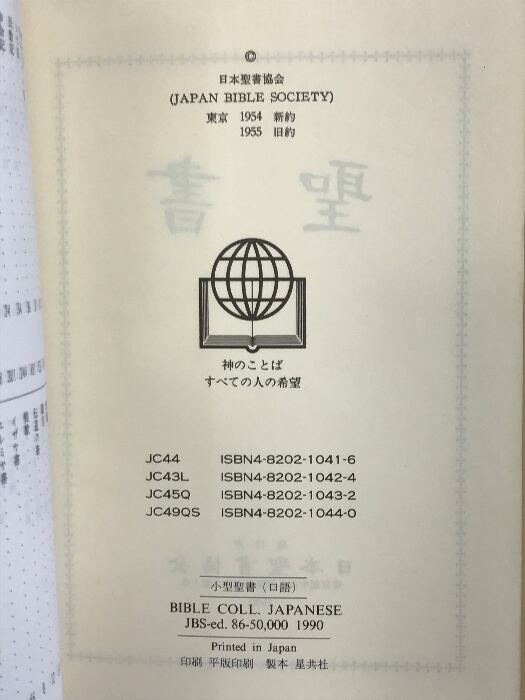 ©
日本聖書協会
(JAPAN BIBLE SOCIETY)
東京 1954 新約
1955 旧約
神のことば
すべての人の希望
JC44 ISBN4-8202-1041-6
JC43L ISBN4-8202-1042-4
JC45Q ISBN4-8202-1043-2
JC49QS ISBN4-8202-1044-0
小型聖書（口語）
BIBLE COLL. JAPANESE
JBS-ed. 86-50,000 1990
Printed in Japan
印刷 平版印刷 製本 星共社